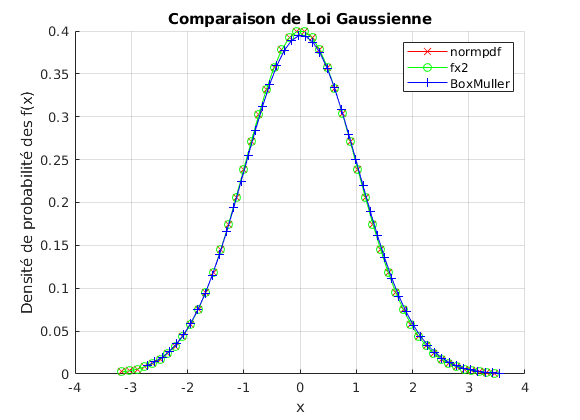 Comparaison de Loi Gaussienne
normpdf
fx2
BoxMuller
Densité de probabilité des f(x)
0.4
0.35
0.3
0.25
0.2
0.15
0.1
0.05
0
-4 -3 -2 -1 0 1 2 3 4
x